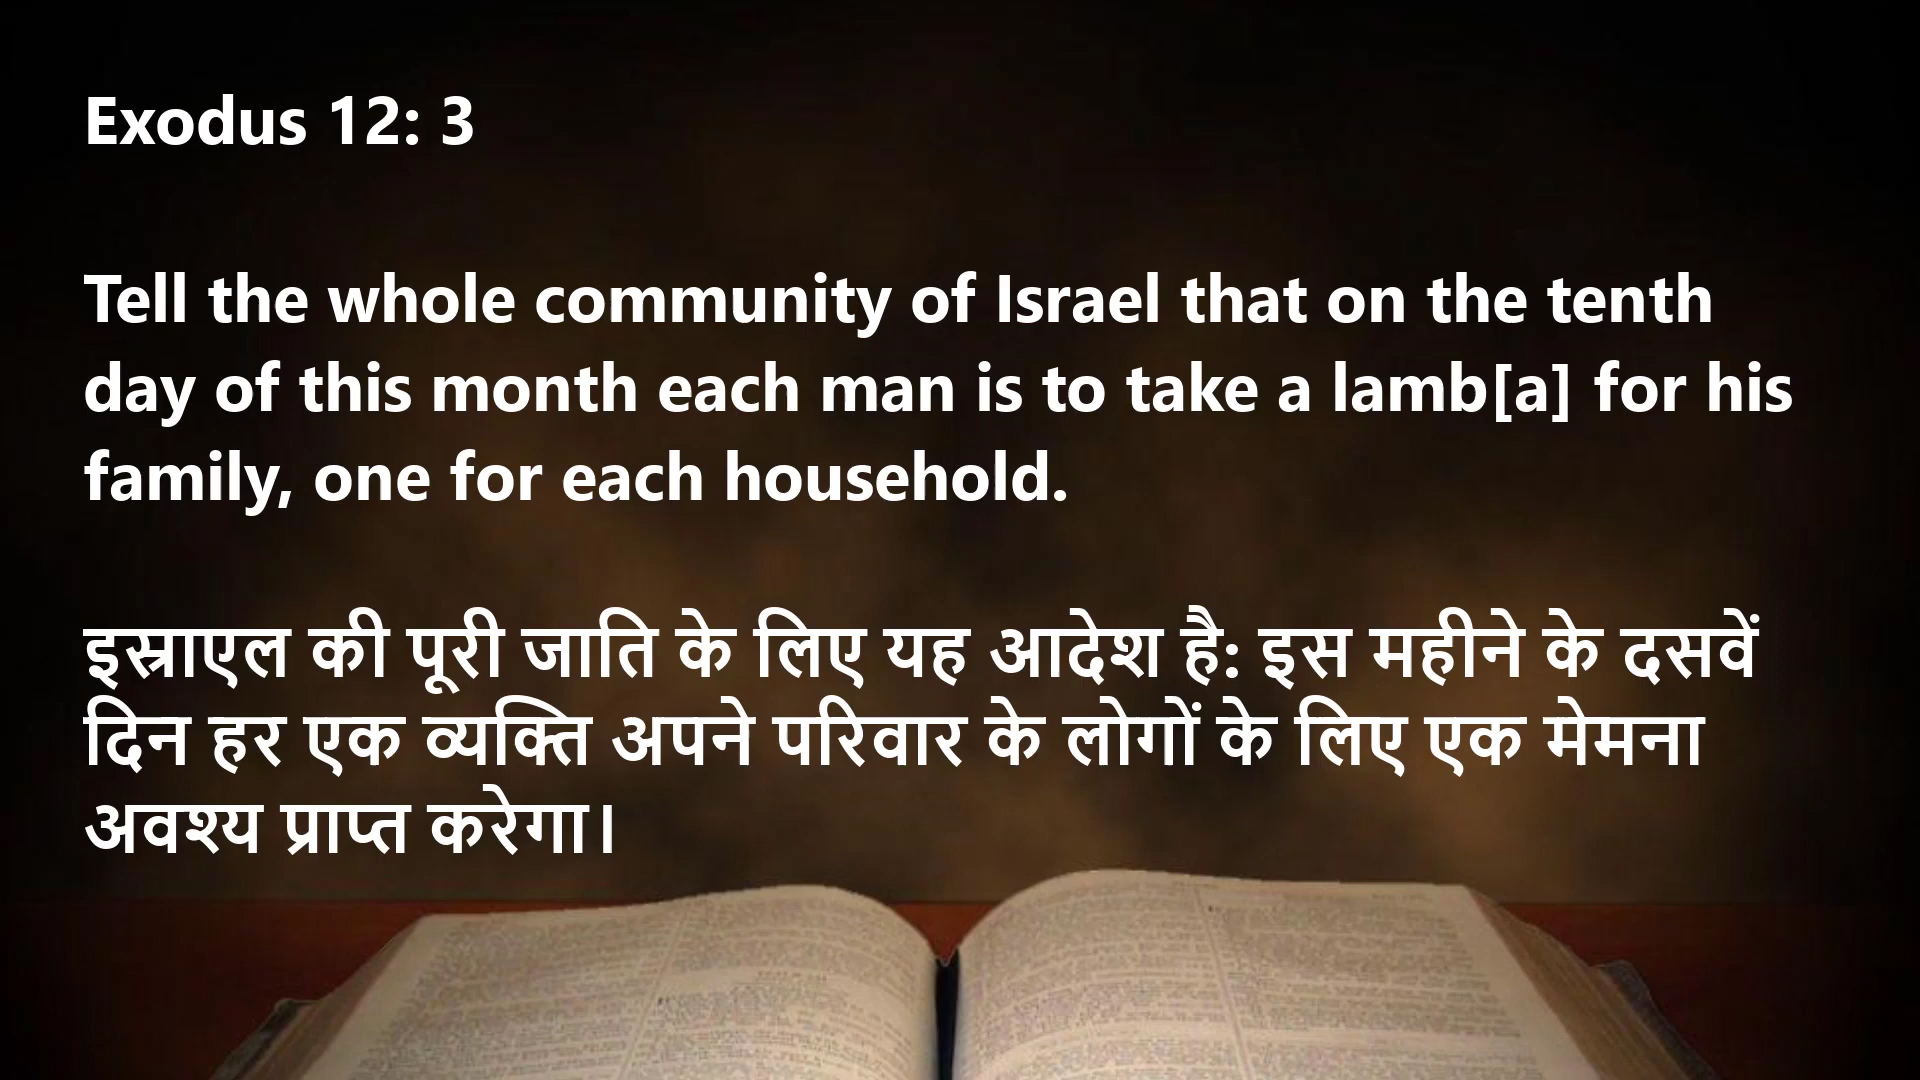 Exodus 12: 3
Tell the whole community of Israel that on the tenth
day of this month each man is to take a lamb[a] for his
family, one for each household.
इस्राएल की पूरी जाति के लिए यह आदेश है: इस महीने के दसवें
दिन हर एक व्यक्ति अपने परिवार के लोगों के लिए एक मेमना
अवश्य प्राप्त करेगा।